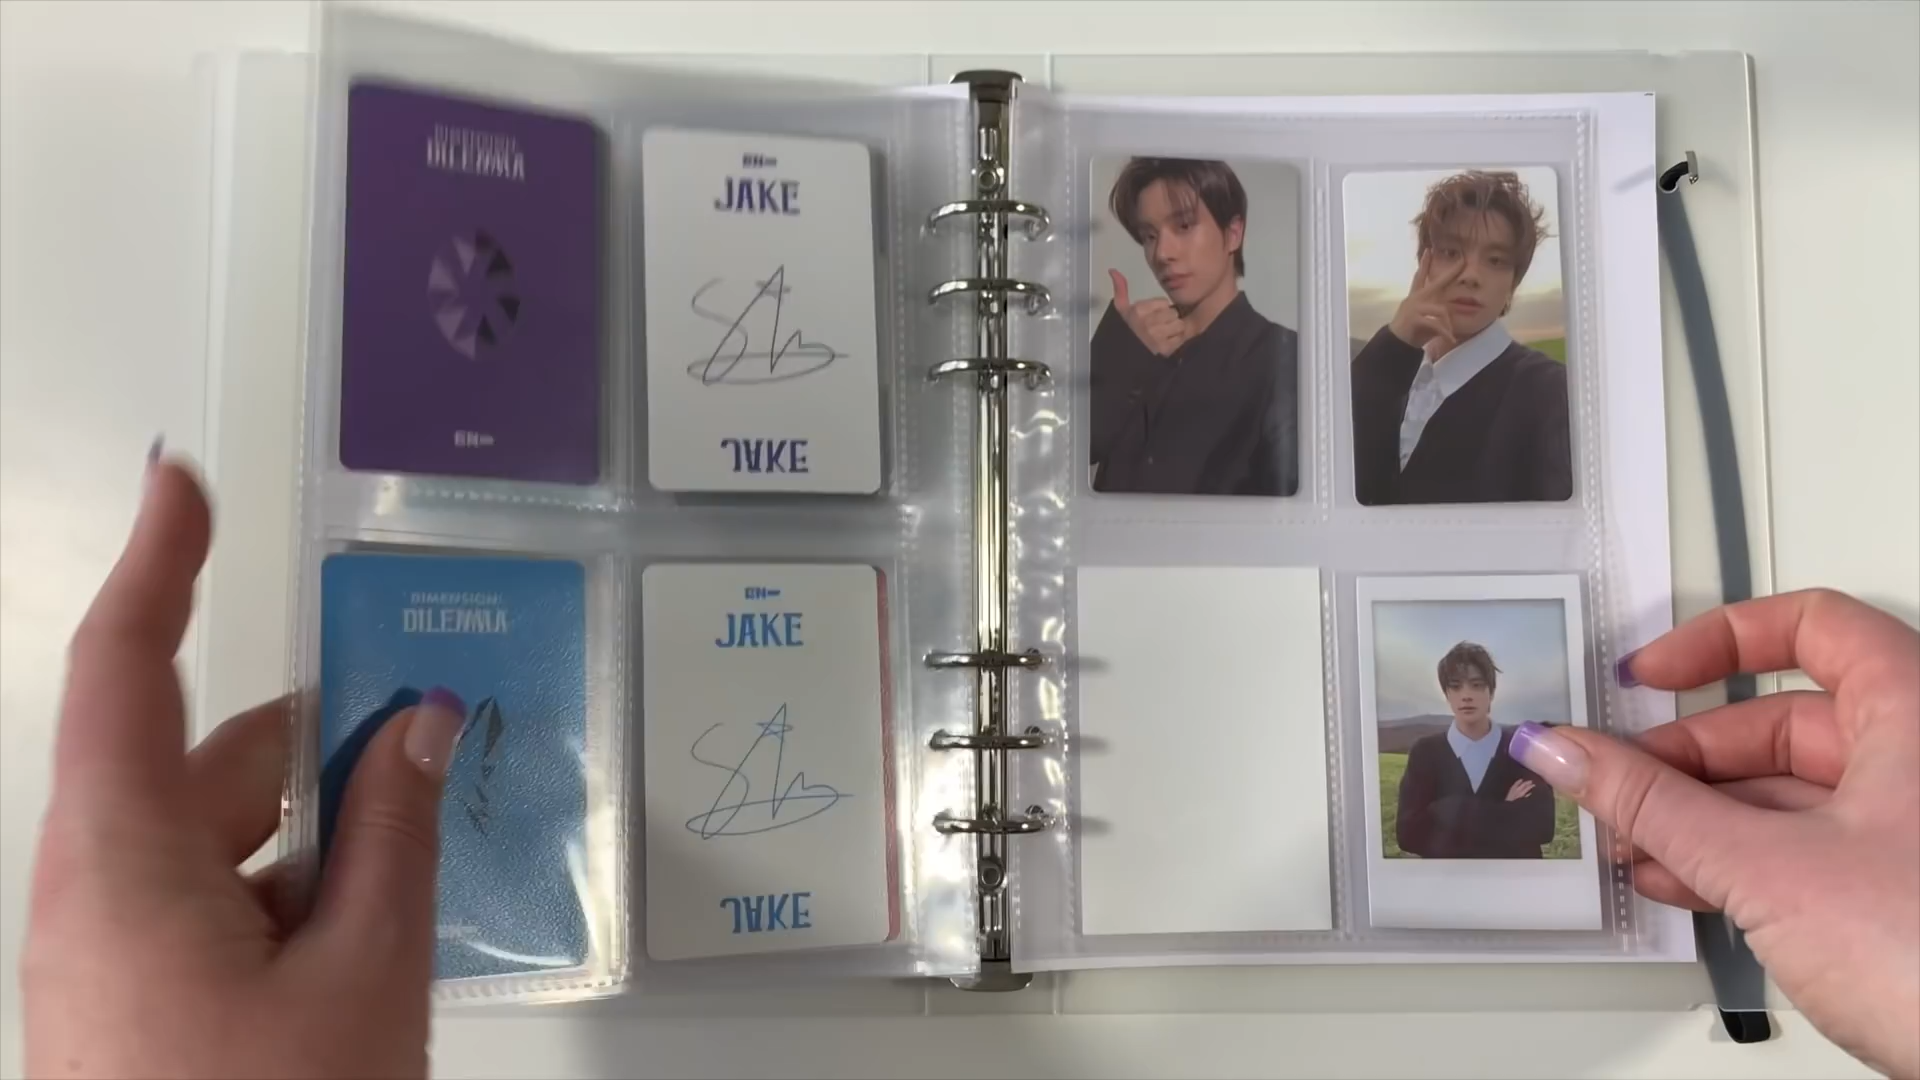 DIMENSION:
DILEMMA
EN-
EN-
JAKE
JAKE
DIMENSION:
DILEMMA
EN-
JAKE
JAKE